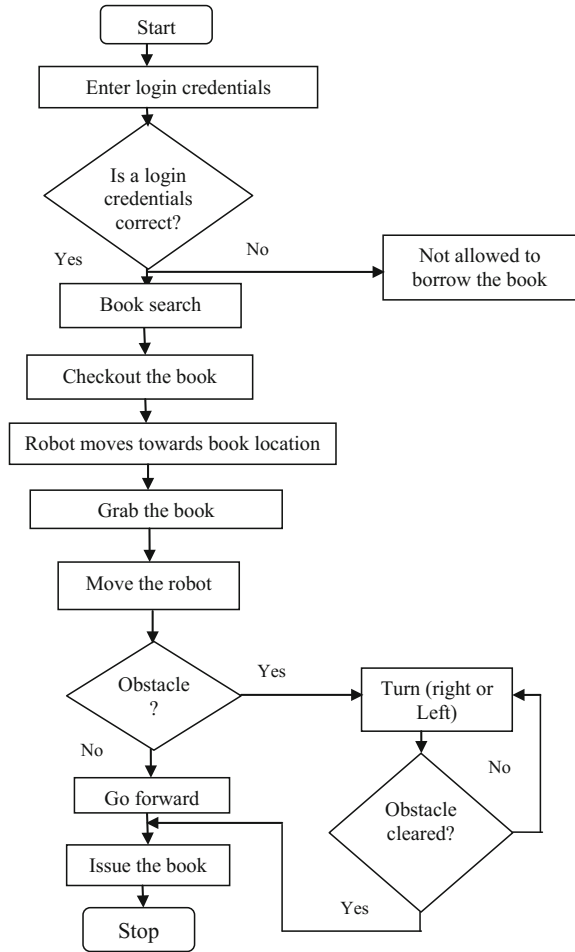 Start
Enter login credentials
Is a login
credentials
correct?
Yes
No
Not allowed to
borrow the book
Book search
Checkout the book
Robot moves towards book location
Grab the book
Move the robot
Obstacle
?
Yes
Turn (right or
Left)
No
No
Go forward
Obstacle
cleared?
Issue the book
Yes
Stop